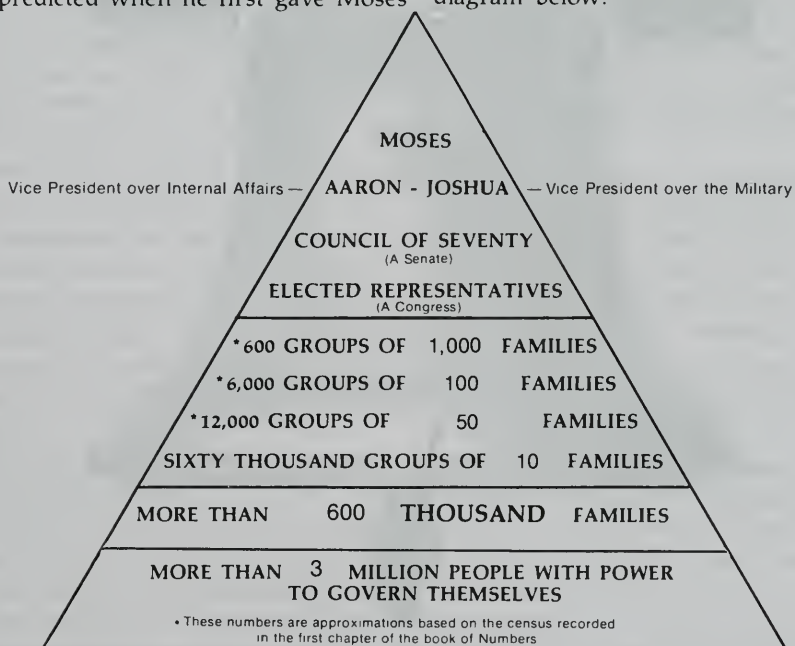 predicted when he first gave Moses diagram below:
MOSES
Vice President over Internal Affairs — AARON - JOSHUA — Vice President over the Military
COUNCIL OF SEVENTY
(A Senate)
ELECTED REPRESENTATIVES
(A Congress)
*600 GROUPS OF 1,000 FAMILIES
*6,000 GROUPS OF 100 FAMILIES
*12,000 GROUPS OF 50 FAMILIES
SIXTY THOUSAND GROUPS OF 10 FAMILIES
MORE THAN 600 THOUSAND FAMILIES
MORE THAN 3 MILLION PEOPLE WITH POWER
TO GOVERN THEMSELVES
• These numbers are approximations based on the census recorded
in the first chapter of the book of Numbers